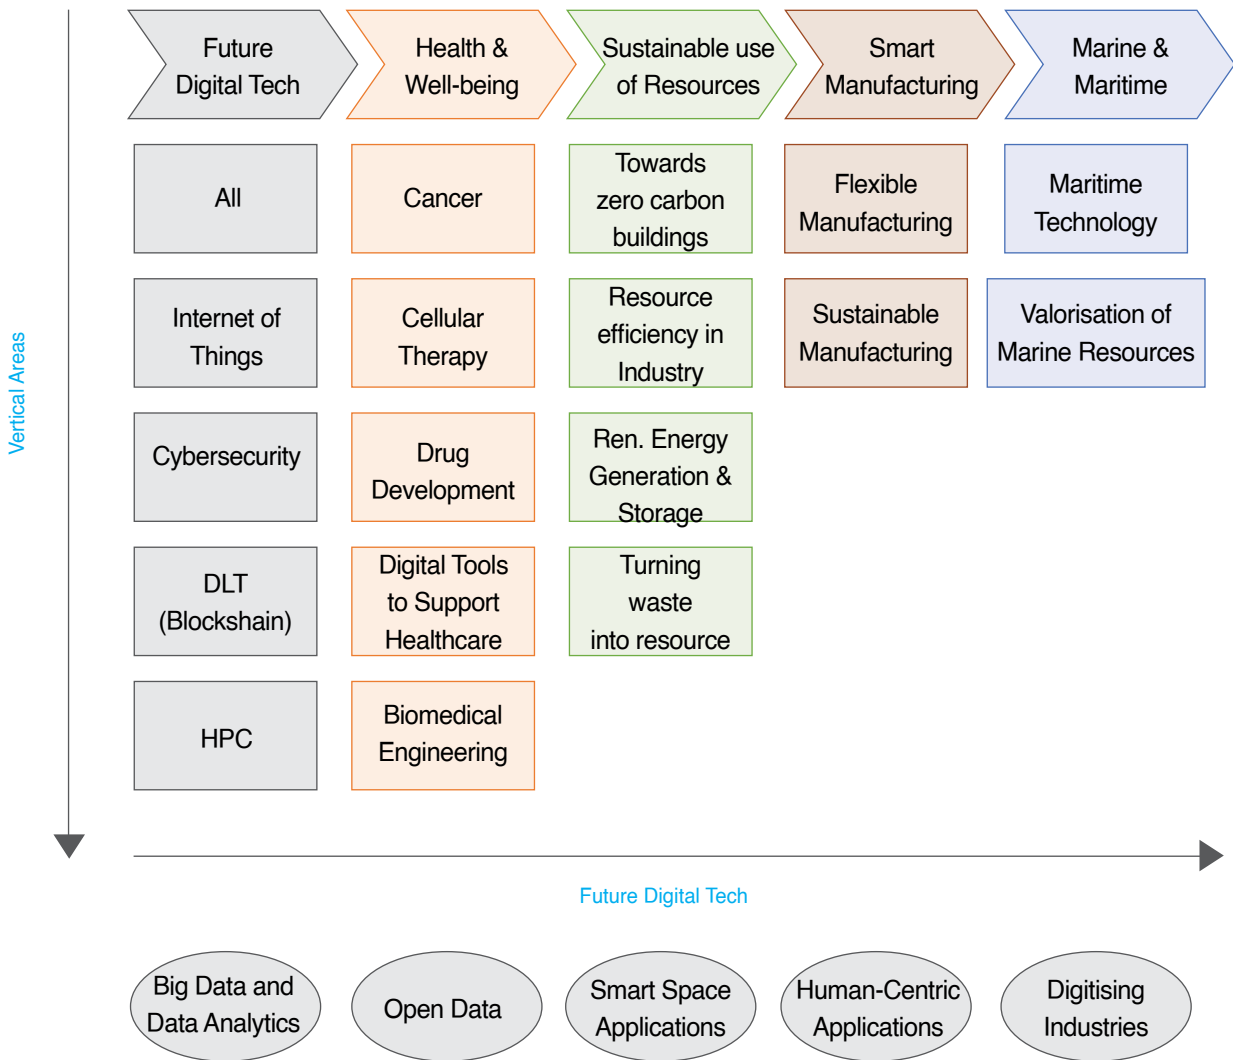 Future
Digital Tech
Health &
Well-being
Sustainable use
of Resources
Smart
Manufacturing
Marine &
Maritime
All
Cancer
Towards
zero carbon
buildings
Flexible
Manufacturing
Maritime
Technology
Internet of
Things
Cellular
Therapy
Resource
efficiency in
Industry
Sustainable
Manufacturing
Valorisation of
Marine Resources
Vertical Areas
Cybersecurity
Drug
Development
Ren. Energy
Generation &
Storage
DLT
(Blockshain)
Digital Tools
to Support
Healthcare
Turning
waste
into resource
HPC
Biomedical
Engineering
Future Digital Tech
Big Data and
Data Analytics
Open Data
Smart Space
Applications
Human-Centric
Applications
Digitising
Industries